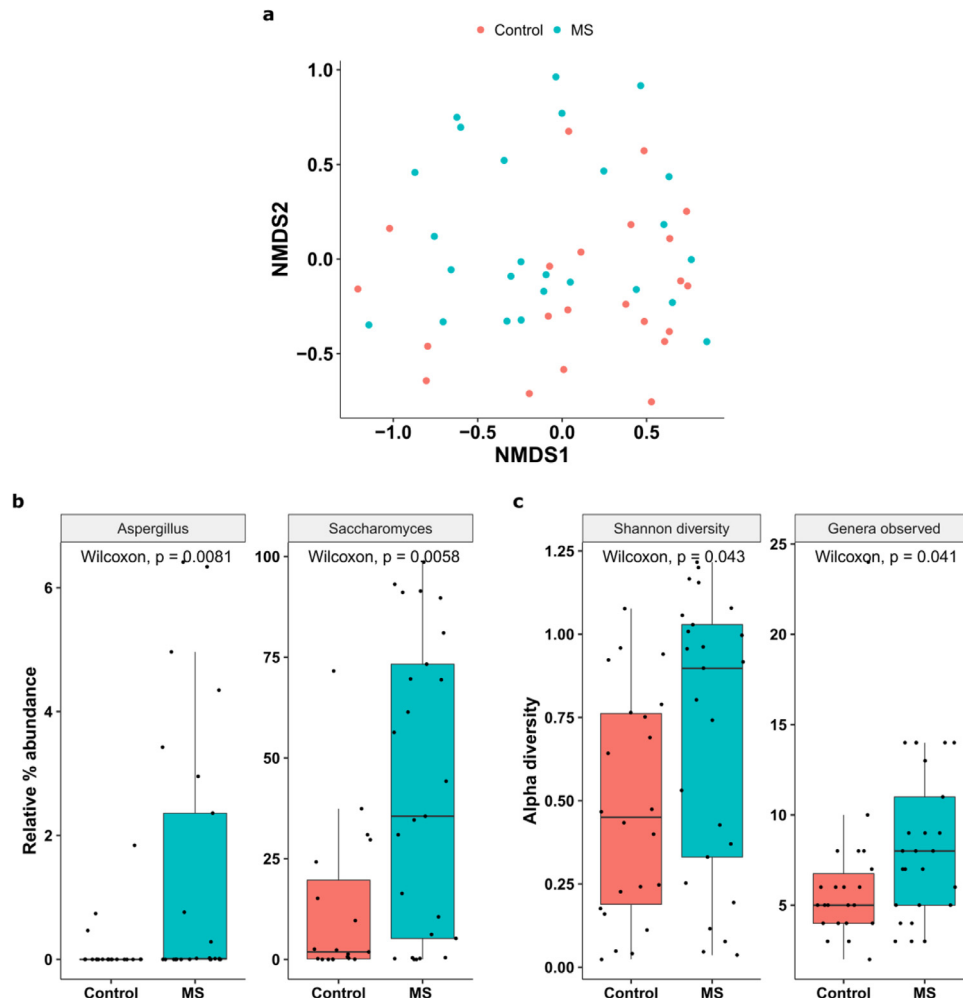 a
Control MS
1.0
0.5
0.0
−0.5
NMDS2
−1.0 −0.5 0.0 0.5
NMDS1
b
Aspergillus
Wilcoxon, p = 0.0081
6
4
2
0
Relative % abundance
Control MS
Saccharomyces
Wilcoxon, p = 0.0058
100
75
50
25
0
Control MS
c
Shannon diversity
Wilcoxon, p = 0.043
1.25
1.00
0.75
0.50
0.25
0.00
Alpha diversity
Control MS
Genera observed
Wilcoxon, p = 0.041
25
20
15
10
5
Control MS